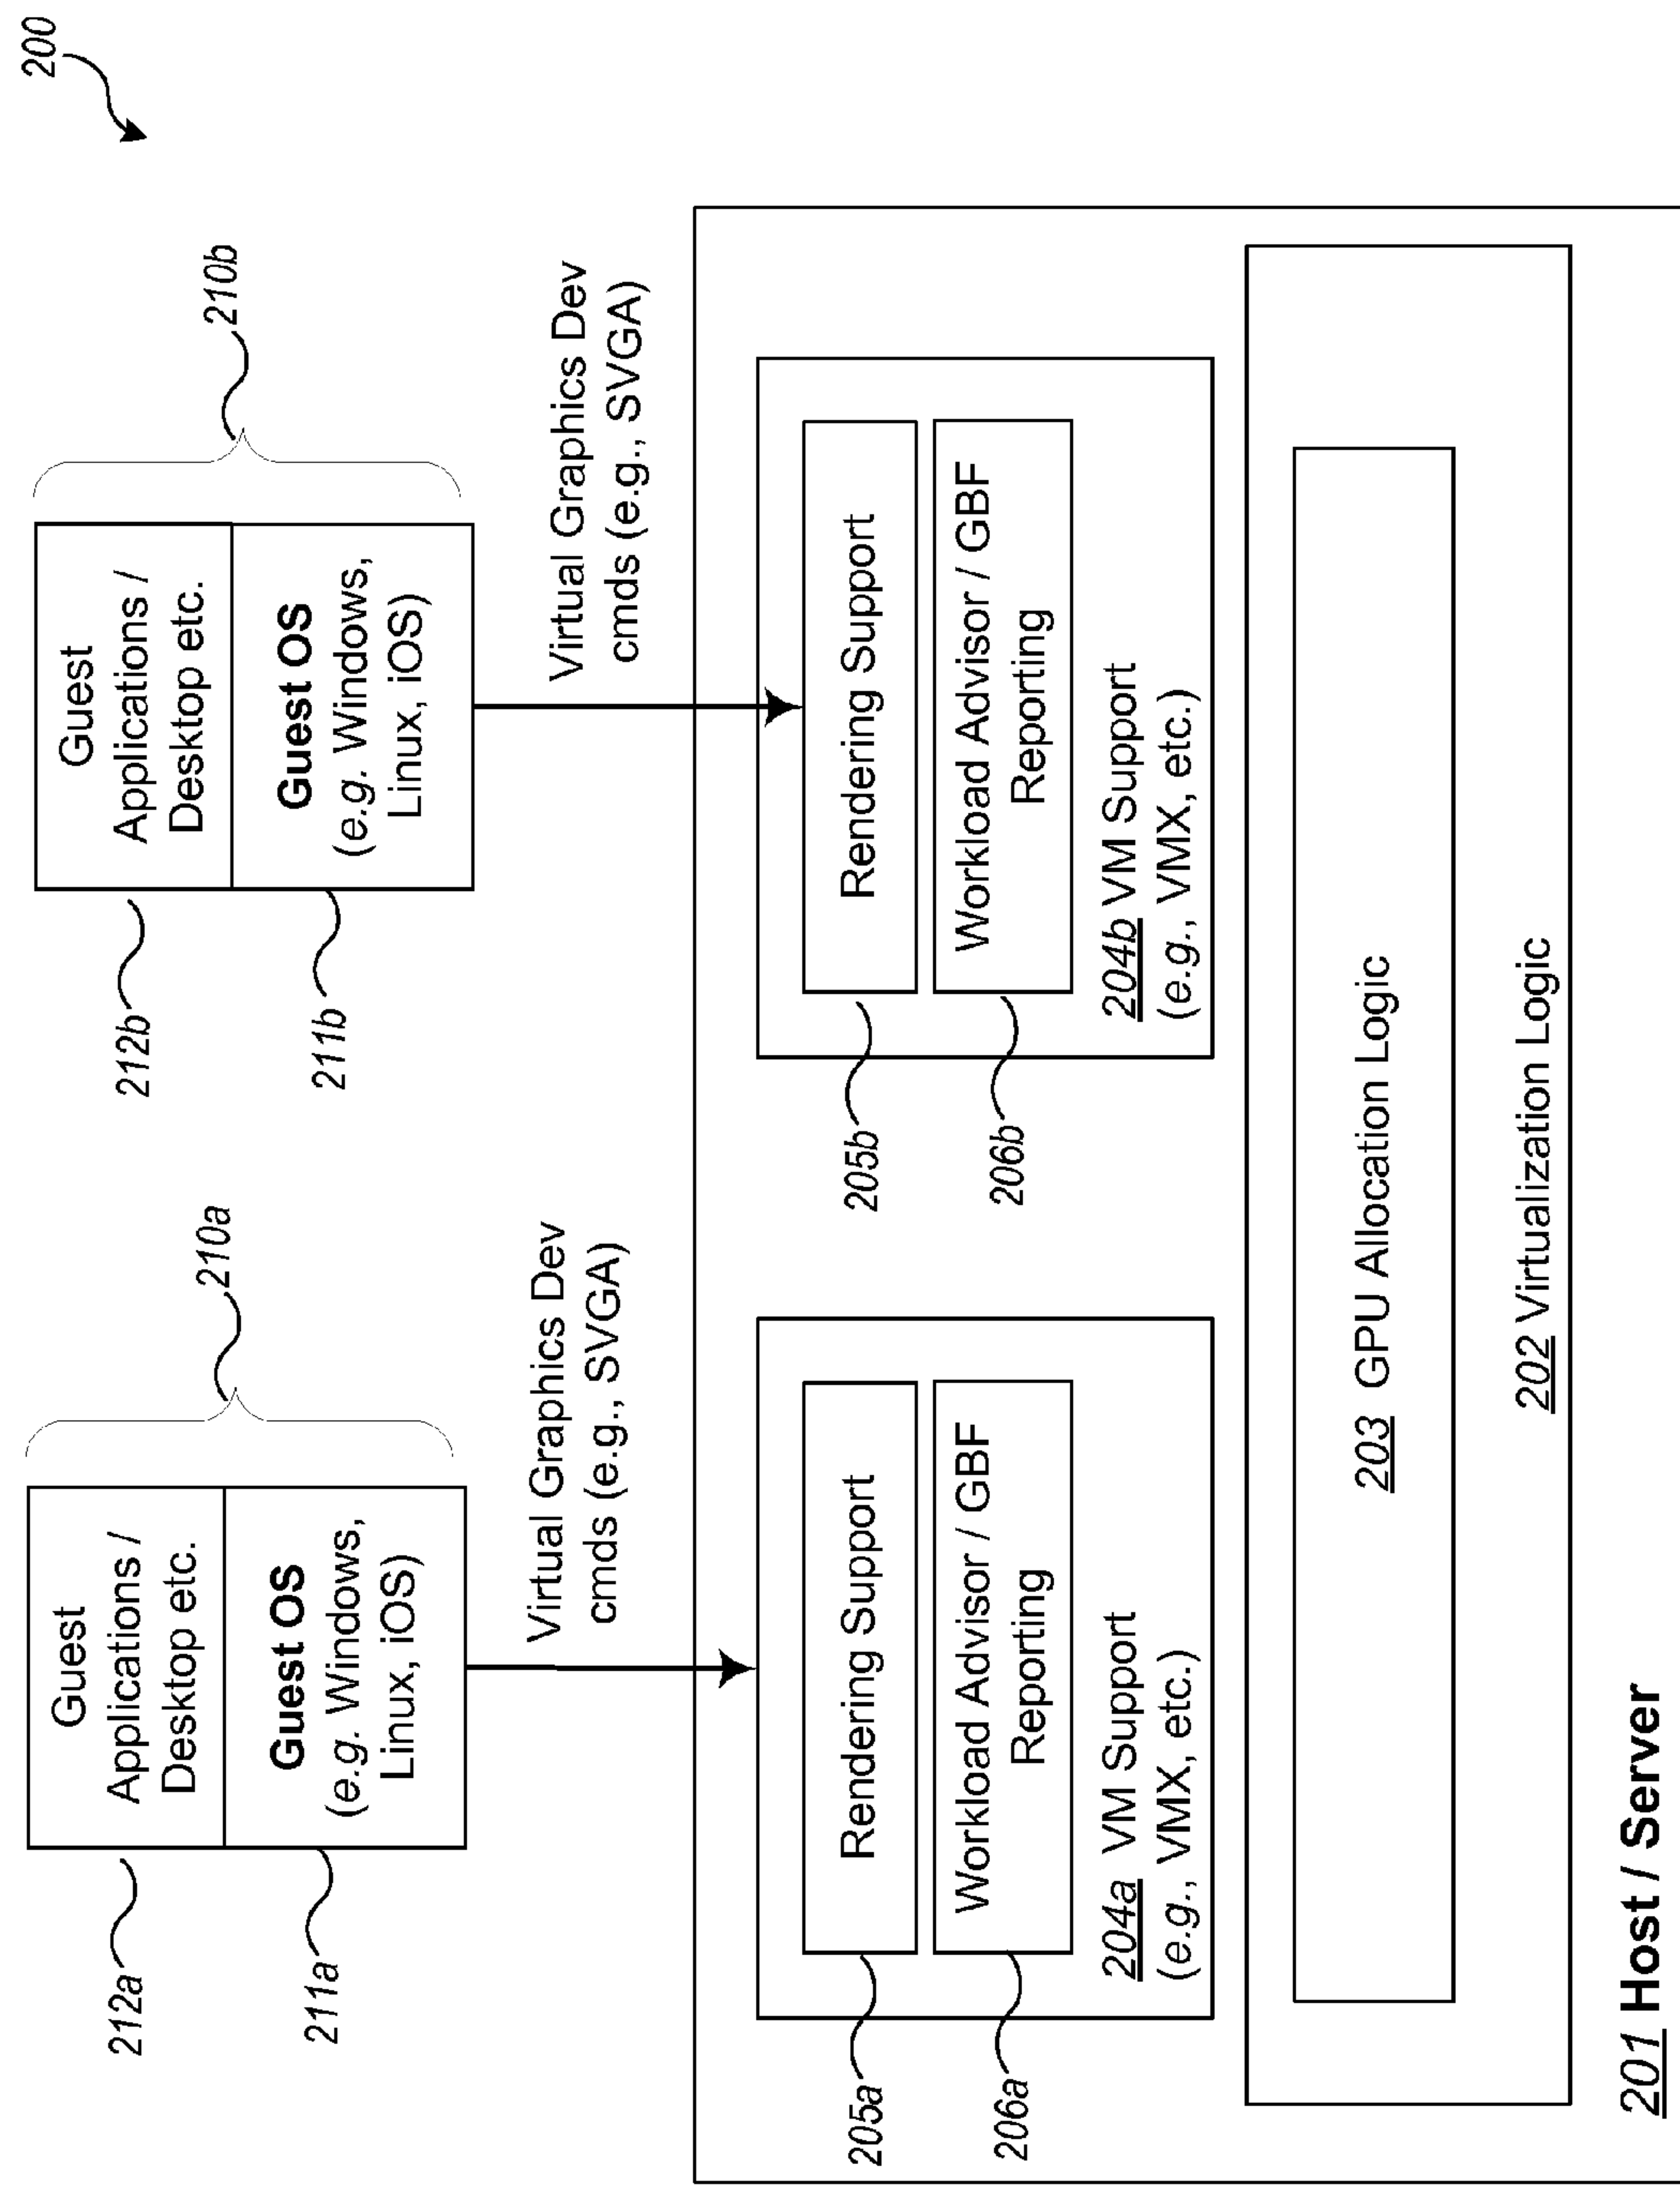 200
210a
210b
212a
Guest
Applications /
Desktop etc.
211a
Guest OS
(e.g. Windows,
Linux, iOS)
212b
Guest
Applications /
Desktop etc.
211b
Guest OS
(e.g. Windows,
Linux, iOS)
Virtual Graphics Dev
cmds (e.g., SVGA)
Virtual Graphics Dev
cmds (e.g., SVGA)
205a
Rendering Support
206a
Workload Advisor / GBF
Reporting
204a VM Support
(e.g., VMX, etc.)
205b
Rendering Support
206b
Workload Advisor / GBF
Reporting
204b VM Support
(e.g., VMX, etc.)
203 GPU Allocation Logic
202 Virtualization Logic
201 Host / Server